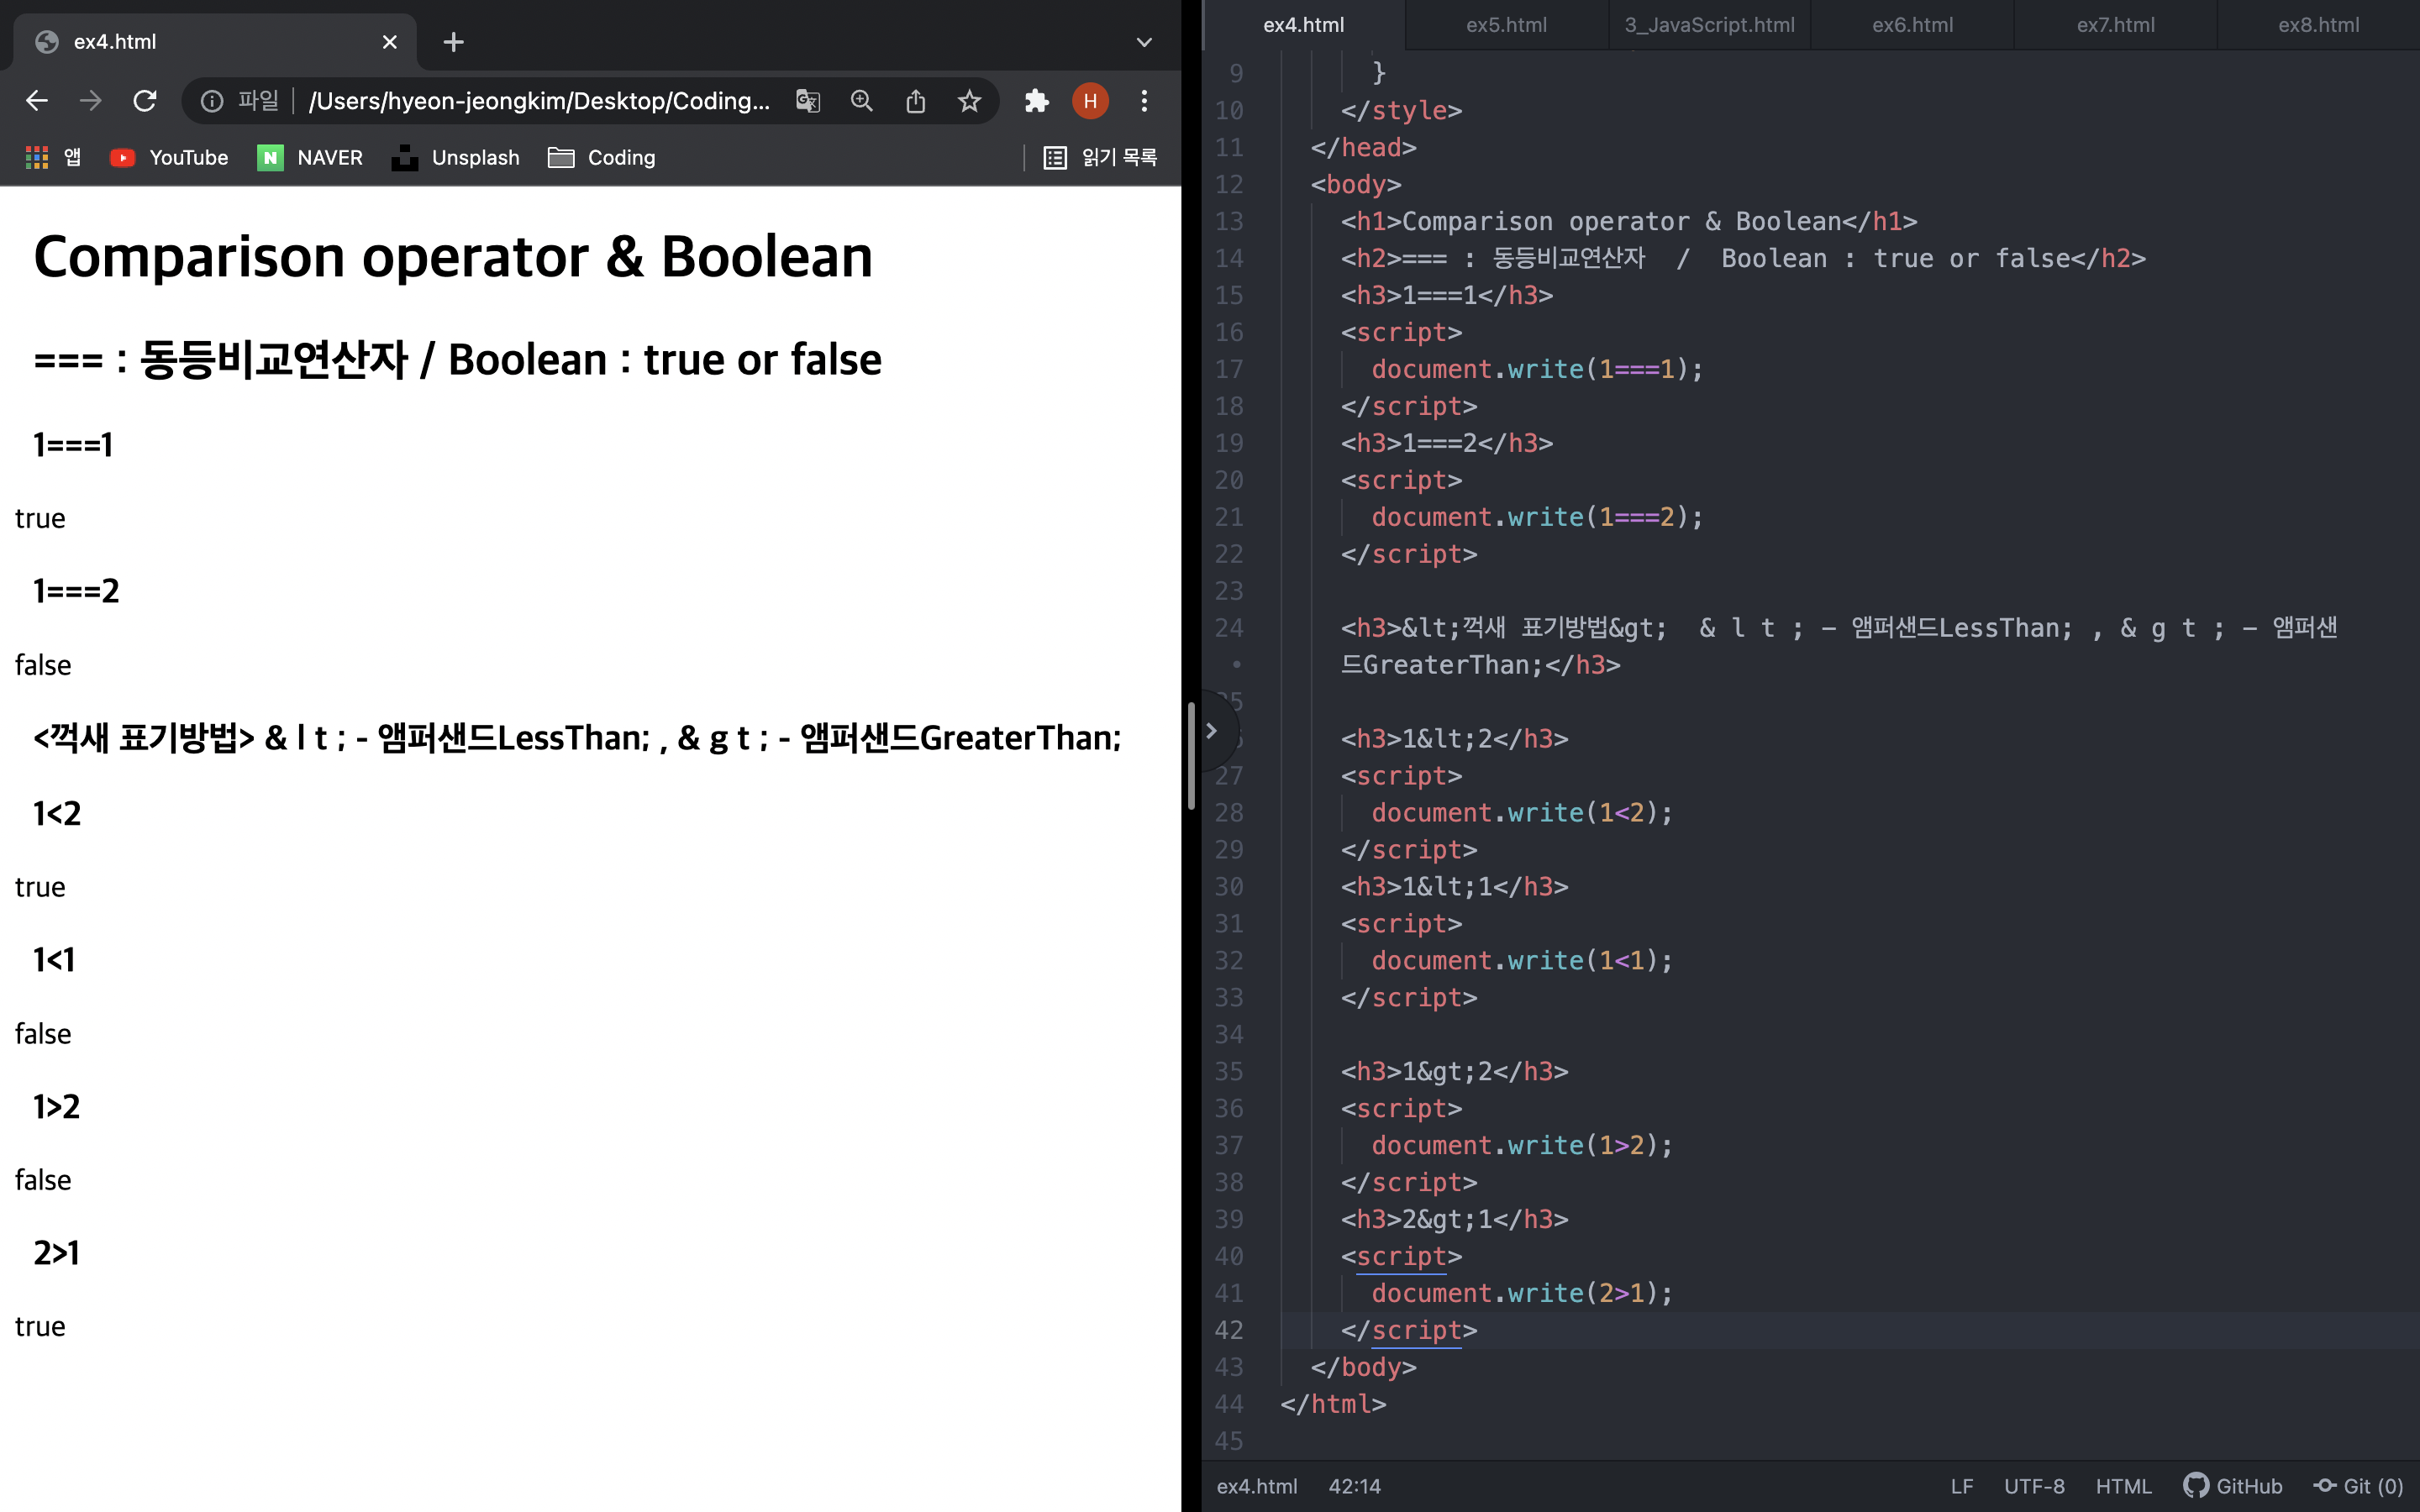 ex4.html
파일 /Users/hyeon-jeongkim/Desktop/Coding...
H
앱 YouTube NAVER Unsplash Coding 읽기 목록
Comparison operator & Boolean
=== : 동등비교연산자 / Boolean : true or false
1===1
true
1===2
false
<꺽새 표기방법> & l t ; - 앰퍼샌드LessThan; , & g t ; - 앰퍼샌드GreaterThan;
1<2
true
1<1
false
1>2
false
2>1
true
ex4.html ex5.html 3_JavaScript.html ex6.html ex7.html ex8.html
9 }
10 </style>
11 </head>
12 <body>
13 <h1>Comparison operator & Boolean</h1>
14 <h2>=== : 동등비교연산자  /  Boolean : true or false</h2>
15 <h3>1===1</h3>
16 <script>
17 document.write(1===1);
18 </script>
19 <h3>1===2</h3>
20 <script>
21 document.write(1===2);
22 </script>
23
24 <h3>&lt;꺽새 표기방법&gt;  & l t ; - 앰퍼샌드LessThan; , & g t ; - 앰퍼샌
• 드GreaterThan;</h3>
5
<h3>1&lt;2</h3>
27 <script>
28 document.write(1<2);
29 </script>
30 <h3>1&lt;1</h3>
31 <script>
32 document.write(1<1);
33 </script>
34
35 <h3>1&gt;2</h3>
36 <script>
37 document.write(1>2);
38 </script>
39 <h3>2&gt;1</h3>
40 <script>
41 document.write(2>1);
42 </script>
43 </body>
44 </html>
45
ex4.html 42:14 LF UTF-8 HTML GitHub Git (0)